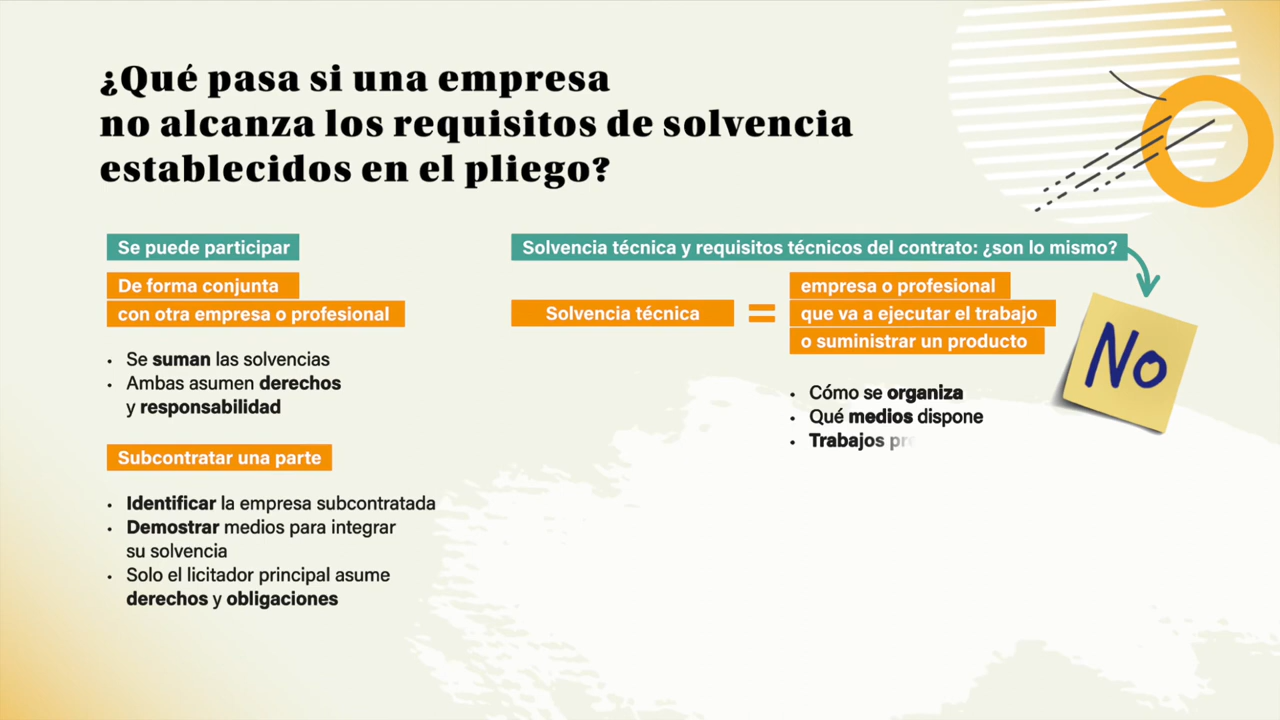 ¿Qué pasa si una empresa
no alcanza los requisitos de solvencia
establecidos en el pliego?
Se puede participar
De forma conjunta
con otra empresa o profesional
• Se suman las solvencias
• Ambas asumen derechos
y responsabilidad
Subcontratar una parte
• Identificar la empresa subcontratada
• Demostrar medios para integrar
su solvencia
• Solo el licitador principal asume
derechos y obligaciones
Solvencia técnica y requisitos técnicos del contrato: ¿son lo mismo?
No
Solvencia técnica =
empresa o profesional
que va a ejecutar el trabajo
o suministrar un producto
• Cómo se organiza
• Qué medios dispone
• Trabajos